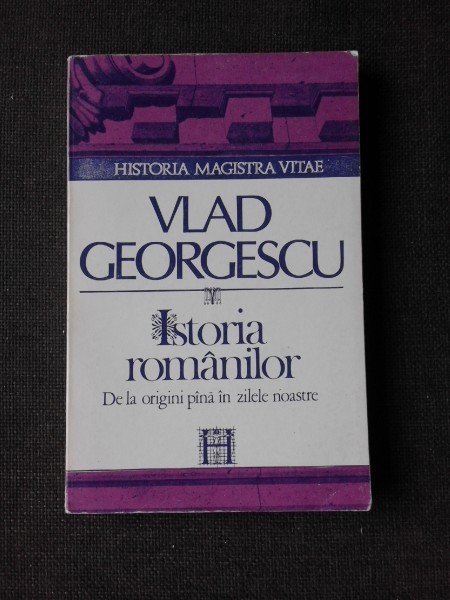 HISTORIA MAGISTRA VITAE
VLAD
GEORGESCU
Istoria
românilor
De la origini pînă în zilele noastre
H